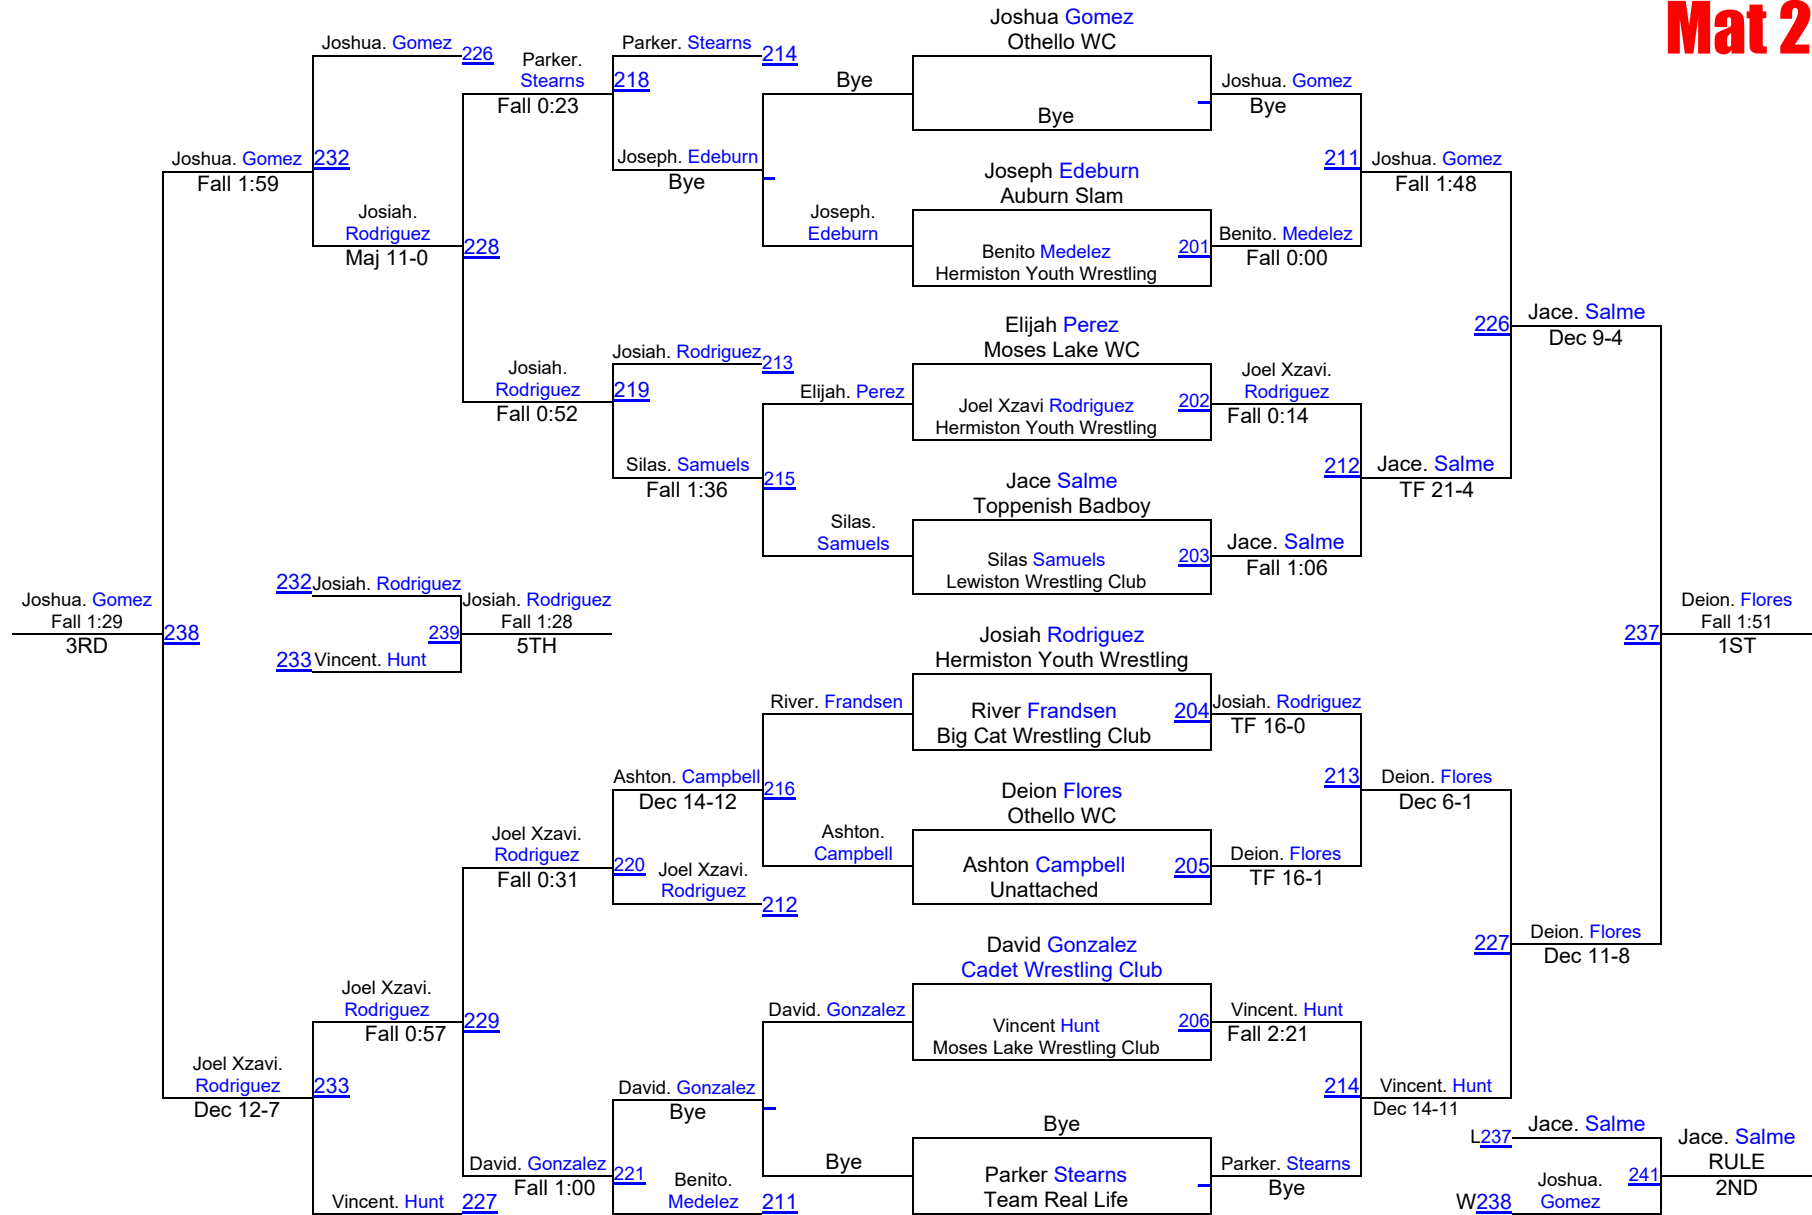 Mat 2
Joshua Gomez
Othello WC
Joshua. Gomez
226
Parker.
Stearns
Fall 0:23
Parker. Stearns
214
218
Bye
Bye
Joshua. Gomez
Bye
Joseph. Edeburn
Bye
Joshua. Gomez
Fall 1:59
232
Joseph Edeburn
Auburn Slam
211
Joshua. Gomez
Fall 1:48
Josiah.
Rodriguez
Maj 11-0
228
Joseph.
Edeburn
Benito Medelez
Hermiston Youth Wrestling
201
Benito. Medelez
Fall 0:00
Elijah Perez
Moses Lake WC
226
Jace. Salme
Dec 9-4
Josiah. Rodriguez
213
Josiah.
Rodriguez
Fall 0:52
219
Elijah. Perez
Joel Xzavi Rodriguez
Hermiston Youth Wrestling
202
Joel Xzavi.
Rodriguez
Fall 0:14
Silas. Samuels
Fall 1:36
215
Jace Salme
Toppenish Badboy
212
Jace. Salme
TF 21-4
Silas.
Samuels
Silas Samuels
Lewiston Wrestling Club
203
Jace. Salme
Fall 1:06
232
Josiah. Rodriguez
Joshua. Gomez
Fall 1:29
3RD
238
239
Josiah. Rodriguez
Fall 1:28
5TH
233
Vincent. Hunt
Josiah Rodriguez
Hermiston Youth Wrestling
237
Deion. Flores
Fall 1:51
1ST
River. Frandsen
River Frandsen
Big Cat Wrestling Club
204
Josiah. Rodriguez
TF 16-0
Ashton. Campbell
Dec 14-12
216
Deion Flores
Othello WC
213
Deion. Flores
Dec 6-1
Joel Xzavi.
Rodriguez
Fall 0:31
220
Joel Xzavi.
Rodriguez
212
Ashton.
Campbell
Ashton Campbell
Unattached
205
Deion. Flores
TF 16-1
David Gonzalez
Cadet Wrestling Club
227
Deion. Flores
Dec 11-8
Joel Xzavi.
Rodriguez
Fall 0:57
229
David. Gonzalez
Vincent Hunt
Moses Lake Wrestling Club
206
Vincent. Hunt
Fall 2:21
Joel Xzavi.
Rodriguez
Dec 12-7
233
David. Gonzalez
Bye
214
Vincent. Hunt
Dec 14-11
Bye
L237
Jace. Salme
David. Gonzalez
Fall 1:00
221
Benito.
Medelez
211
Bye
Parker Stearns
Team Real Life
Parker. Stearns
Bye
Vincent. Hunt
227
W238
Joshua.
Gomez
241
Jace. Salme
RULE
2ND